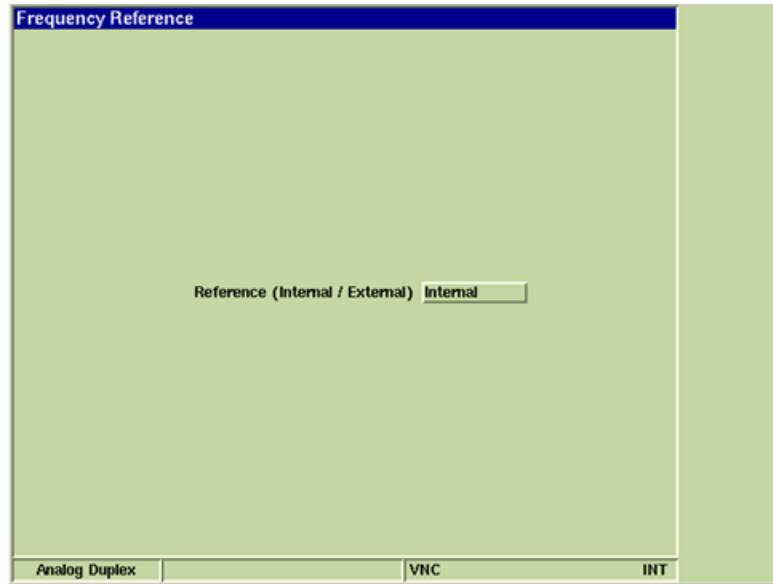 Frequency Reference
Reference (Internal / External) Internal
Analog Duplex VNC INT